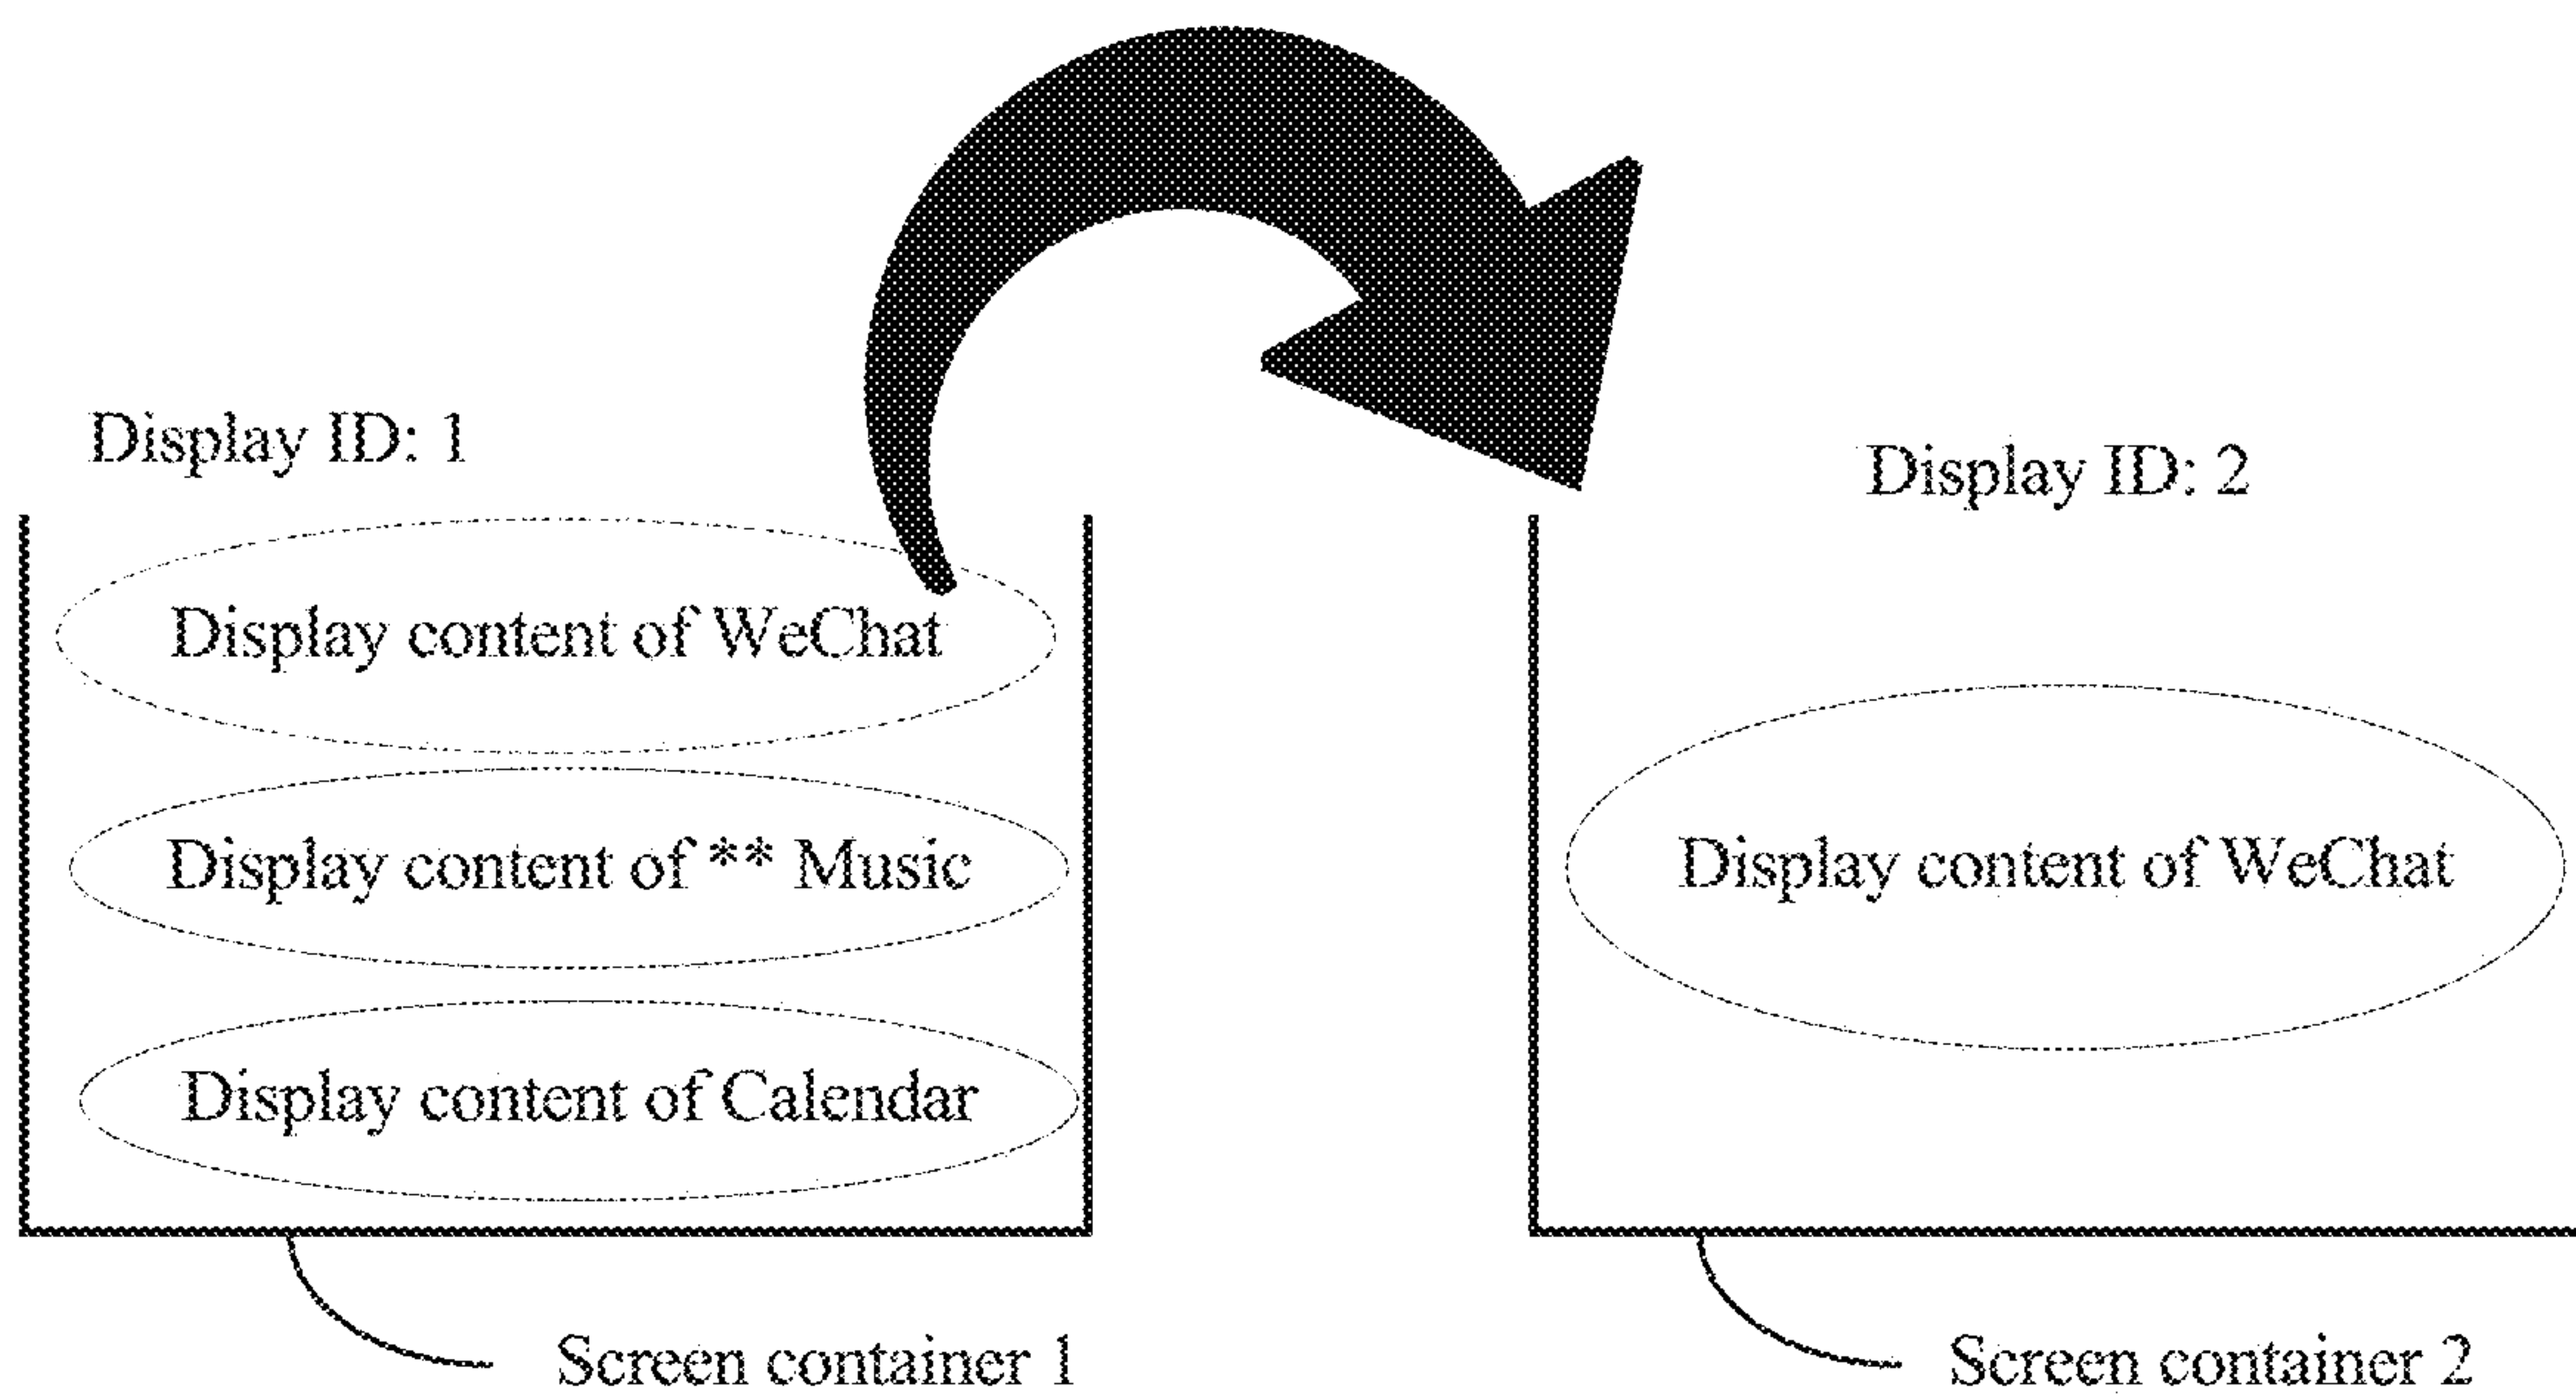 Display ID: 1
Display content of WeChat
Display content of ** Music
Display content of Calendar
Screen container 1
Display ID: 2
Display content of WeChat
Screen container 2